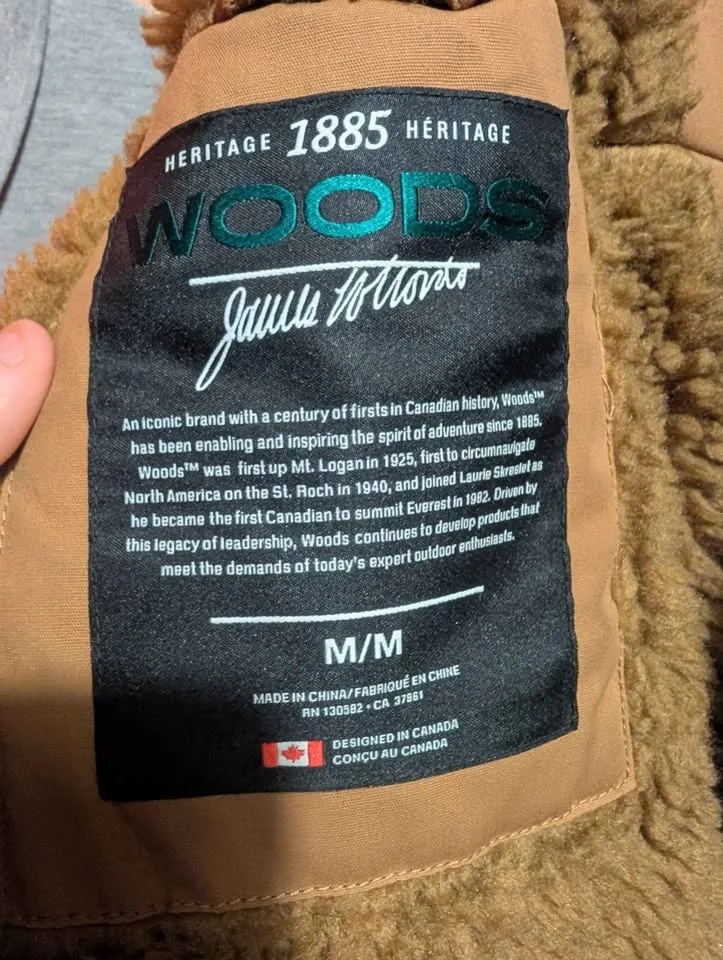 HERITAGE 1885 HÉRITAGE
WOODS
James W Woods
An iconic brand with a century of firsts in Canadian history, Woods™
has been enabling and inspiring the spirit of adventure since 1885.
Woods™ was first up Mt. Logan in 1925, first to circumnavigate
North America on the St. Roch in 1940, and joined Laurie Skreslet as
he became the first Canadian to summit Everest in 1982. Driven by
this legacy of leadership, Woods continues to develop products that
meet the demands of today's expert outdoor enthusiasts.
M/M
MADE IN CHINA/FABRIQUÉ EN CHINE
RN 130582 • CA 37861
DESIGNED IN CANADA
CONÇU AU CANADA